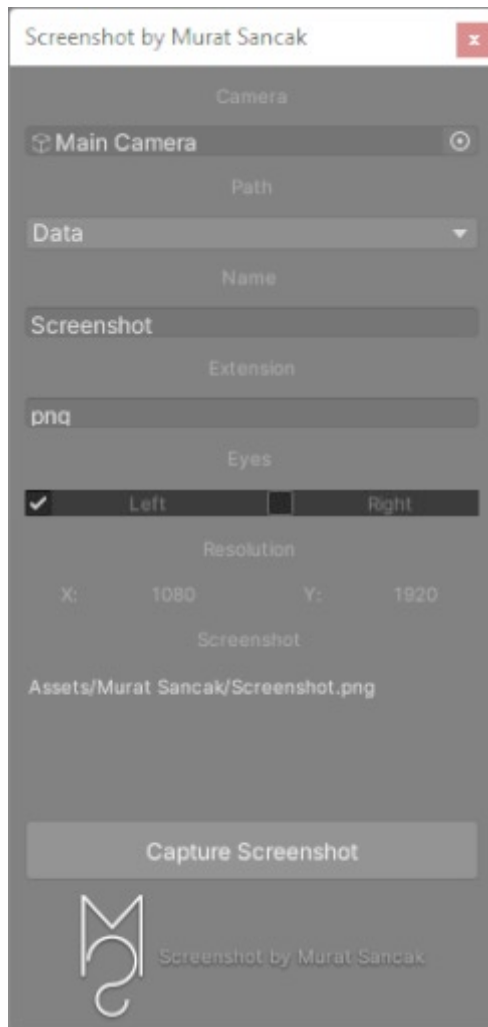 Screenshot by Murat Sancak
x
Camera
Main Camera
Path
Data
Name
Screenshot
Extension
png
Eyes
Left Right
Resolution
X: 1080 Y: 1920
Screenshot
Assets/Murat Sancak/Screenshot.png
Capture Screenshot
Screenshot by Murat Sancak